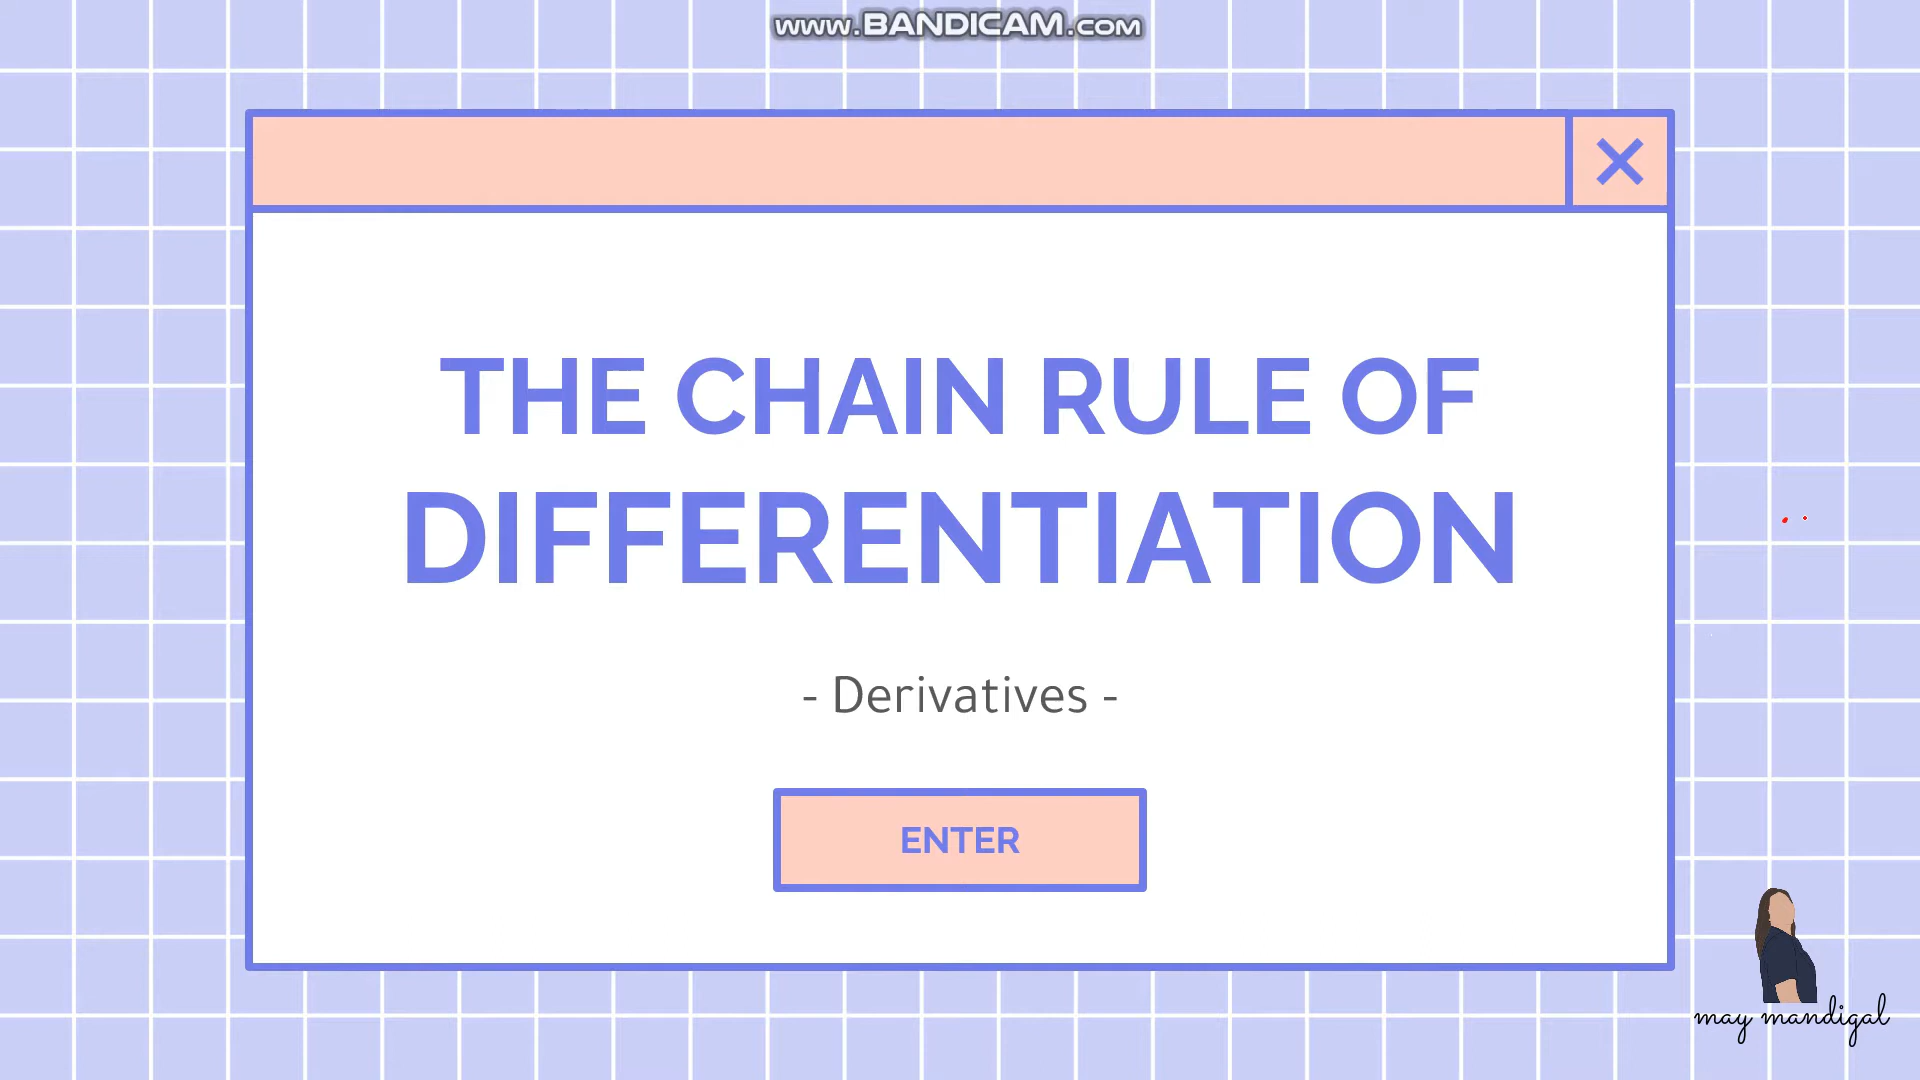 www.BANDICAM.com
THE CHAIN RULE OF
DIFFERENTIATION
- Derivatives -
ENTER
may mandigal